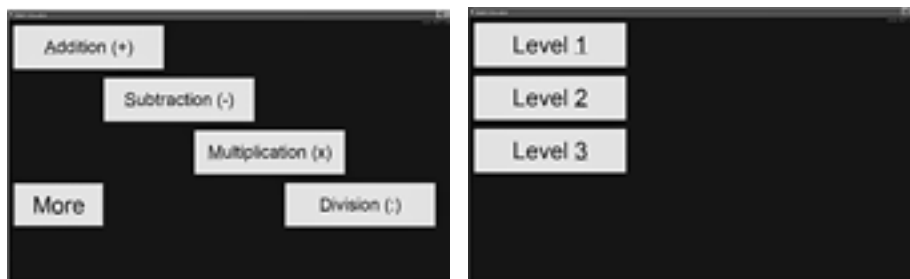 Addition (+)
Subtraction (-)
Multiplication (x)
More
Division (:)
Level 1
Level 2
Level 3